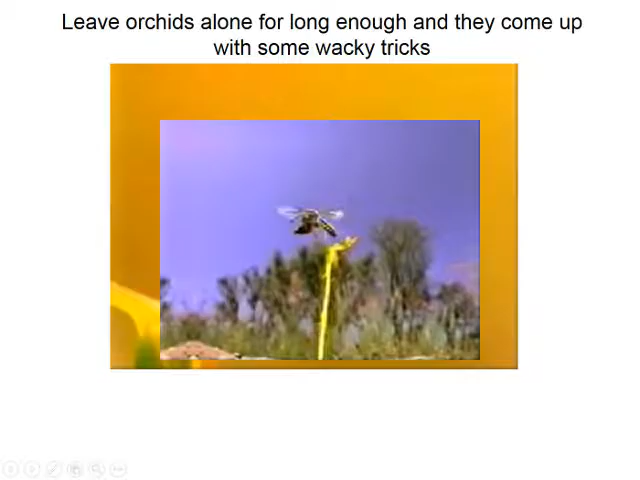 Leave orchids alone for long enough and they come up
with some wacky tricks